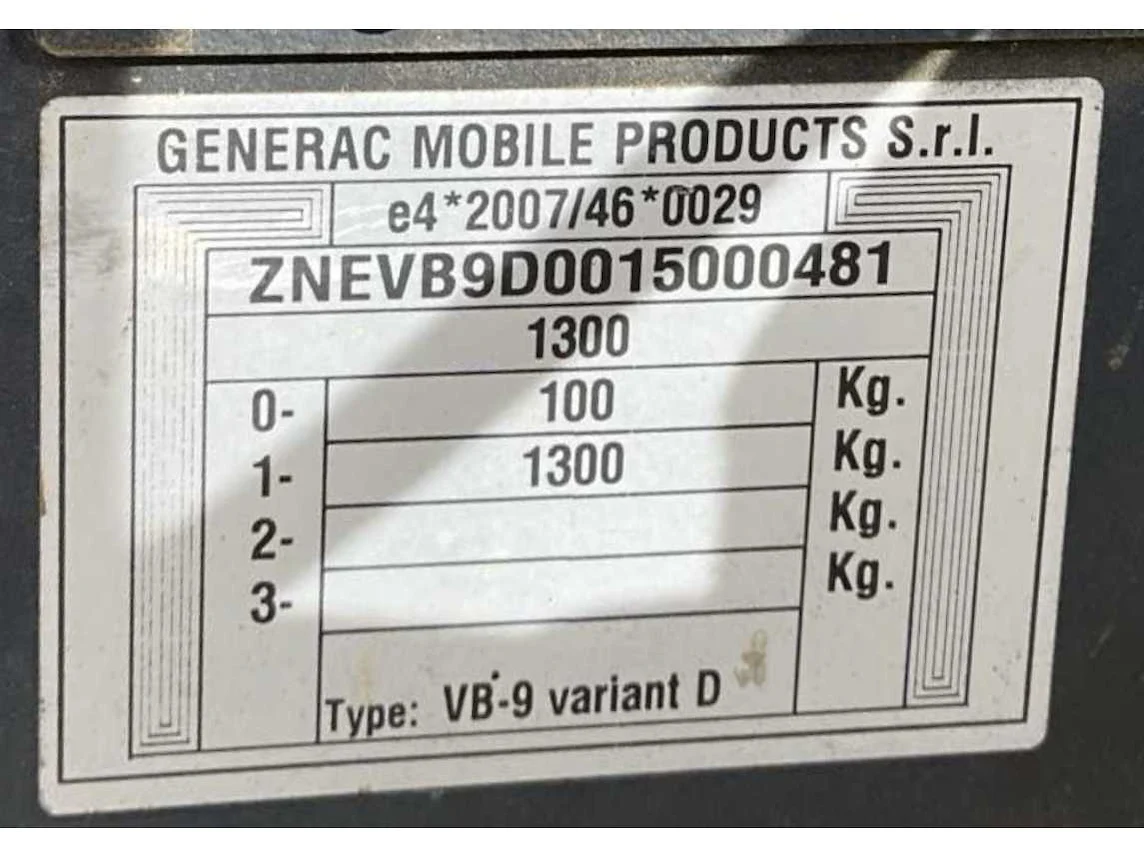 GENERAC MOBILE PRODUCTS S.r.l.
e4*2007/46*0029
ZNEVB9D0015000481
1300
0- 100 Kg.
1- 1300 Kg.
2- Kg.
3- Kg.
Type: VB-9 variant D